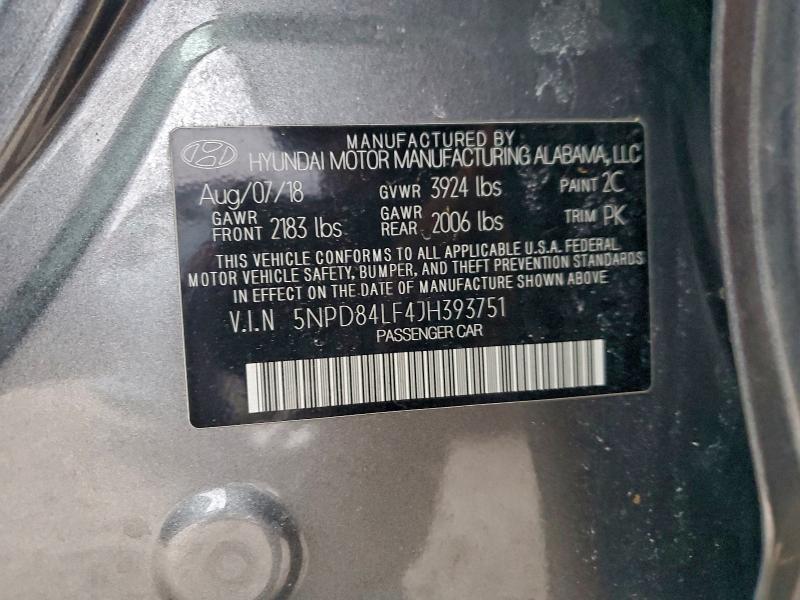 MANUFACTURED BY
HYUNDAI MOTOR MANUFACTURING ALABAMA, LLC
Aug/07/18 GVWR 3924 lbs PAINT 2C
GAWR FRONT 2183 lbs GAWR REAR 2006 lbs TRIM PK
THIS VEHICLE CONFORMS TO ALL APPLICABLE U.S.A. FEDERAL
MOTOR VEHICLE SAFETY, BUMPER, AND THEFT PREVENTION STANDARDS
IN EFFECT ON THE DATE OF MANUFACTURE SHOWN ABOVE
V.I.N 5NPD84LF4JH393751
PASSENGER CAR